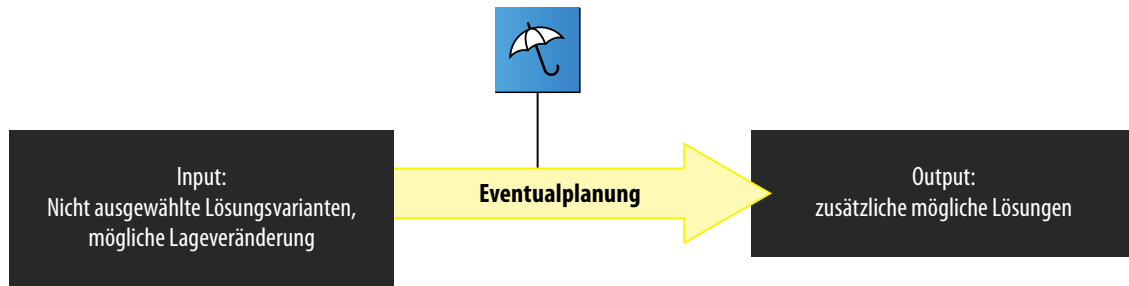 Input:
Nicht ausgewählte Lösungsvarianten,
mögliche Lageveränderung
Eventualplanung
Output:
zusätzliche mögliche Lösungen